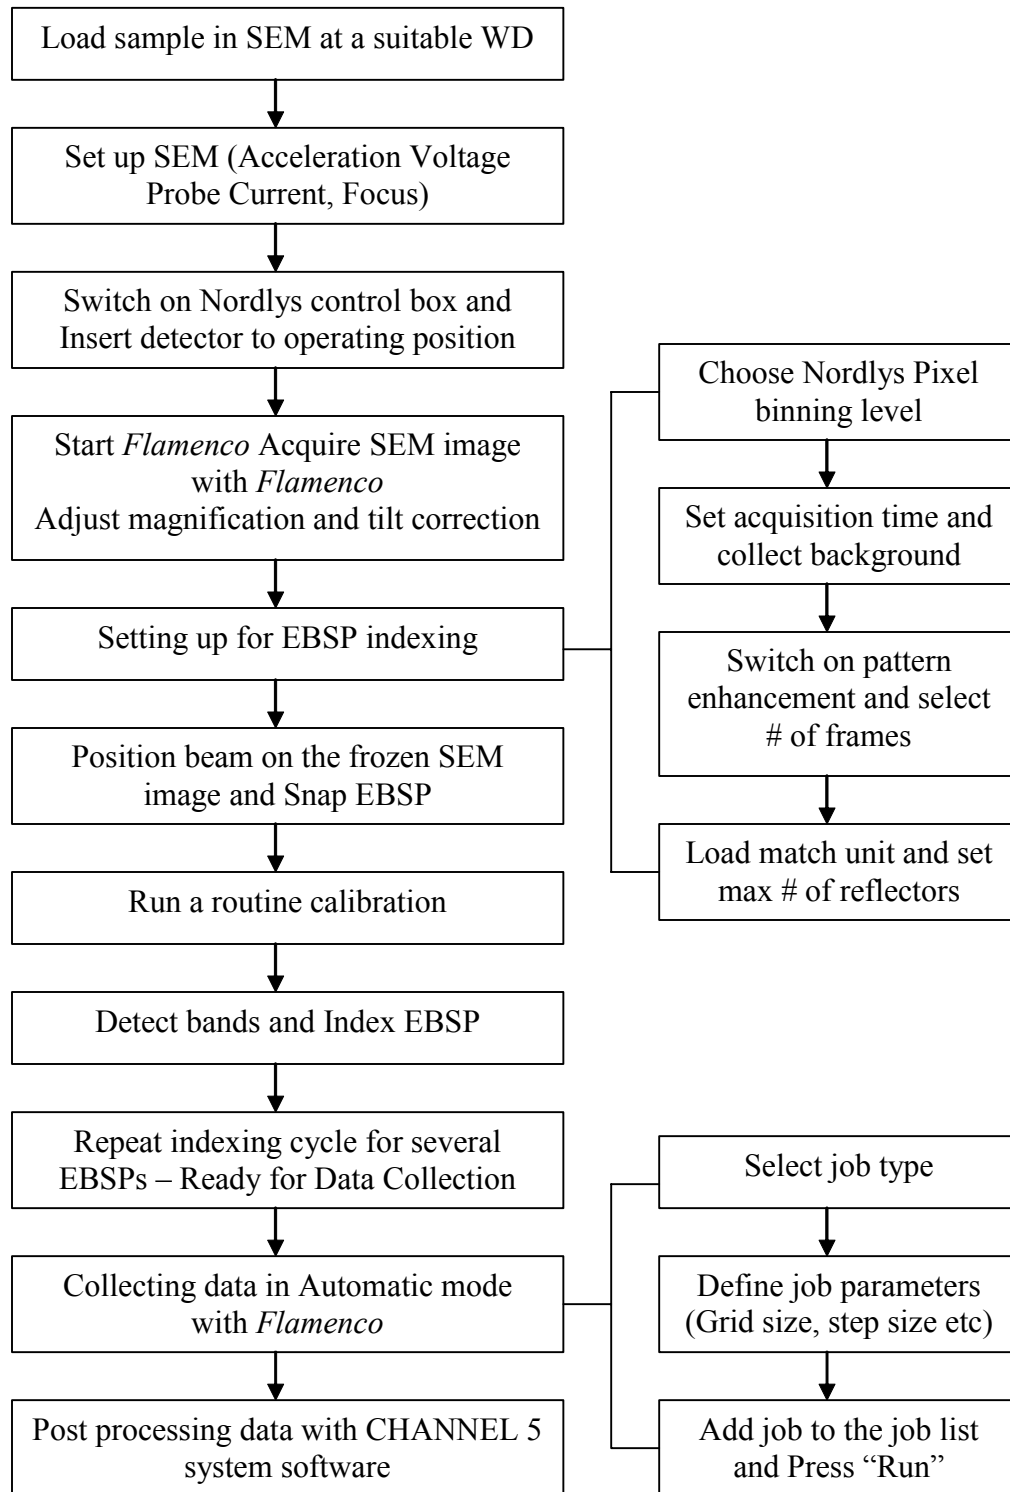 Load sample in SEM at a suitable WD
Set up SEM (Acceleration Voltage
Probe Current, Focus)
Switch on Nordlys control box and
Insert detector to operating position
Start Flamenco Acquire SEM image
with Flamenco
Adjust magnification and tilt correction
Setting up for EBSP indexing
Choose Nordlys Pixel
binning level
Set acquisition time and
collect background
Switch on pattern
enhancement and select
# of frames
Load match unit and set
max # of reflectors
Position beam on the frozen SEM
image and Snap EBSP
Run a routine calibration
Detect bands and Index EBSP
Repeat indexing cycle for several
EBSPs – Ready for Data Collection
Collecting data in Automatic mode
with Flamenco
Select job type
Define job parameters
(Grid size, step size etc)
Add job to the job list
and Press “Run”
Post processing data with CHANNEL 5
system software